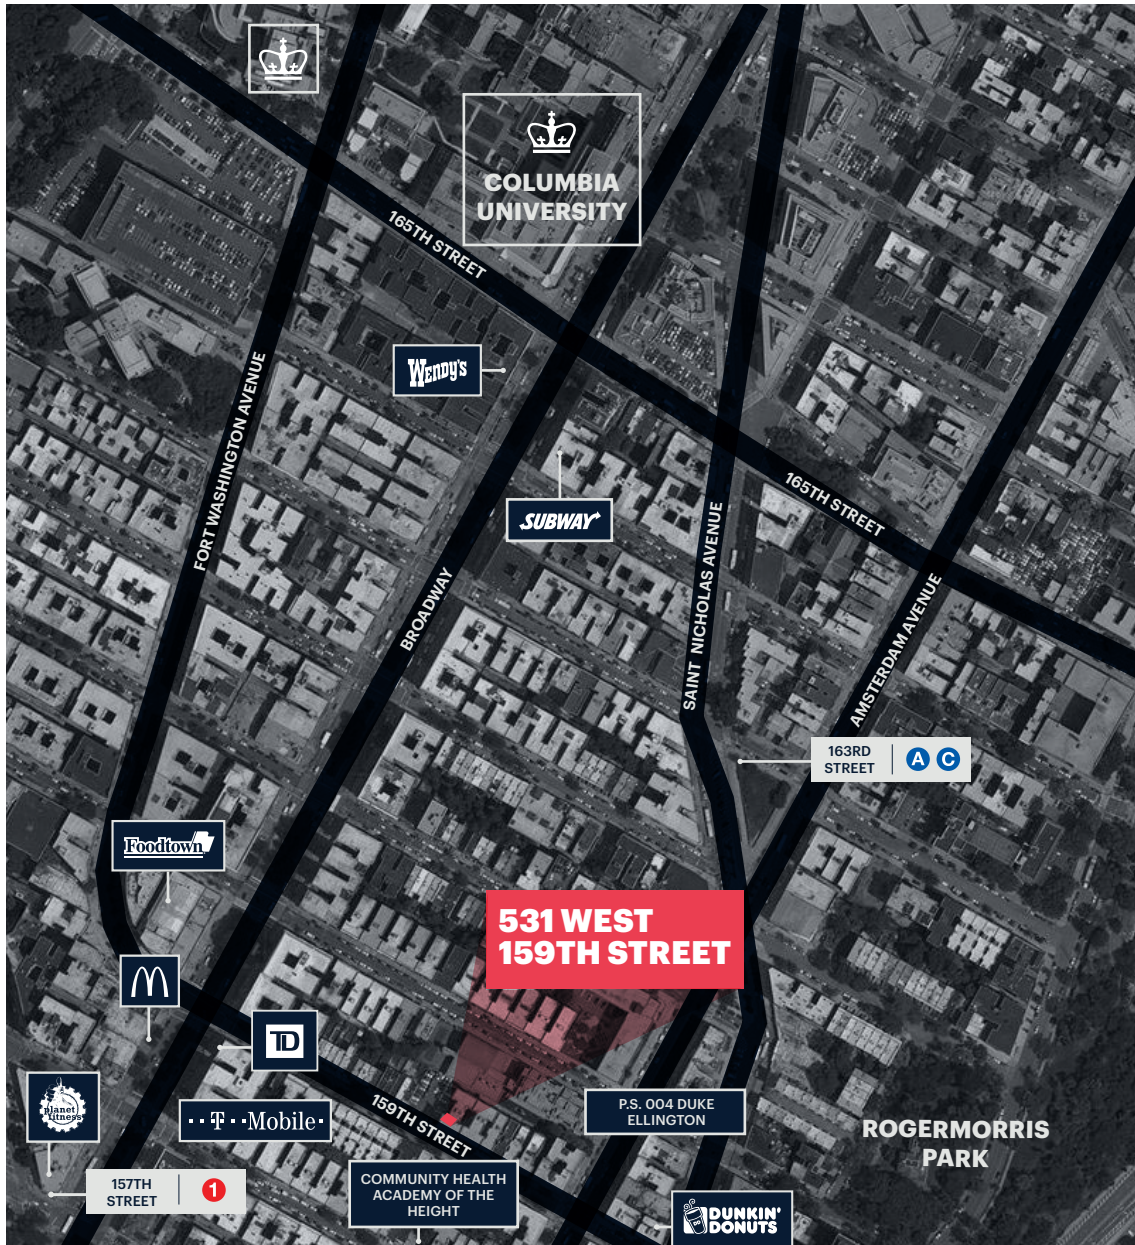 COLUMBIA
UNIVERSITY
165TH STREET
WENDY'S
FORT WASHINGTON AVENUE
SUBWAY
165TH STREET
BROADWAY
SAINT NICHOLAS AVENUE
AMSTERDAM AVENUE
163RD
STREET
A C
Foodtown
531 WEST
159TH STREET
TD
planet
fitness
T Mobile
159TH STREET
P.S. 004 DUKE
ELLINGTON
ROGERMORRIS
PARK
157TH
STREET
1
COMMUNITY HEALTH
ACADEMY OF THE
HEIGHT
DUNKIN'
DONUTS